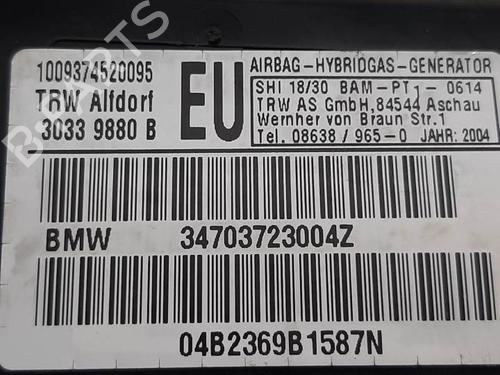 1009374520095
TRW Alfdorf
3033 9880 B
EU
AIRBAG-HYBRIDGAS-GENERATOR
SHI 18/30 BAM-PT1-0614
TRW AS GmbH,84544 Aschau
Wernher von Braun Str.1
Tel. 08638/965-0 JAHR:2004
BMW 34703723004Z
04B2369B1587N